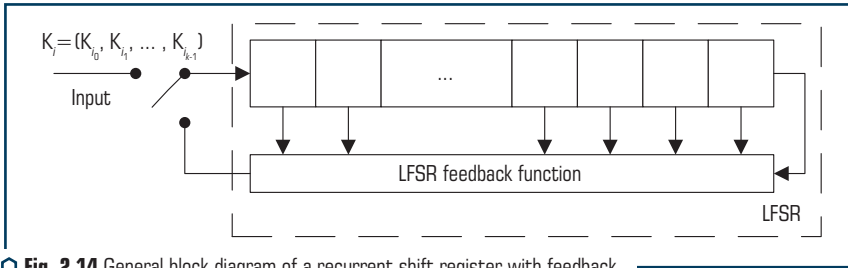 K_i=(K_{i_0}, K_{i_1}, ... , K_{i_{k-1}})
...
Input
LFSR feedback function
LFSR
Fig. 2.14 General block diagram of a recurrent shift register with feedback